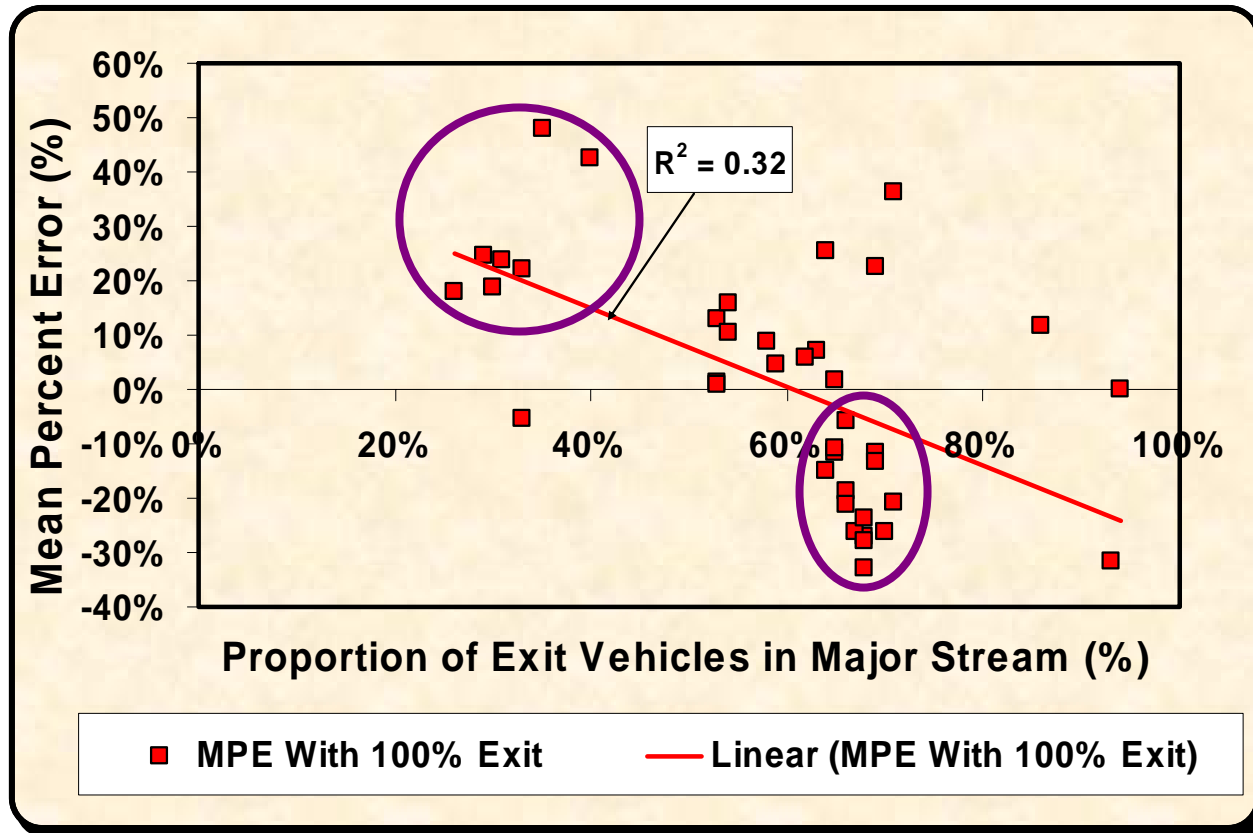 60%
50%
40%
30%
20%
10%
0%
-10%
-20%
-30%
-40%
Mean Percent Error (%)
R² = 0.32
0% 20% 40% 60% 80% 100%
Proportion of Exit Vehicles in Major Stream (%)
MPE With 100% Exit Linear (MPE With 100% Exit)